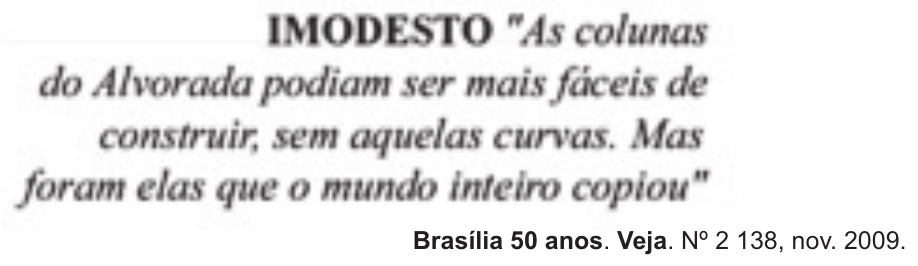 IMODESTO "As colunas
do Alvorada podiam ser mais fáceis de
construir, sem aquelas curvas. Mas
foram elas que o mundo inteiro copiou"
Brasília 50 anos. Veja. Nº 2 138, nov. 2009.